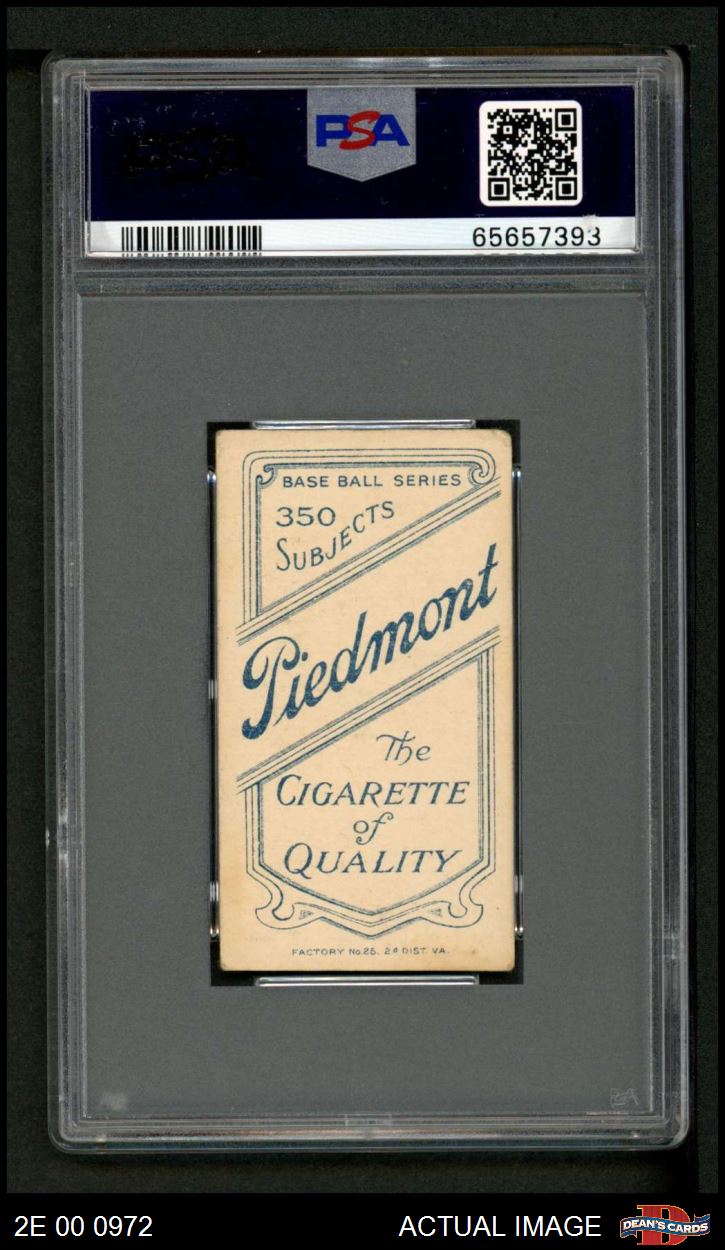 PSA
65657393
BASE BALL SERIES
350
SUBJECTS
Piedmont
The
CIGARETTE
of
QUALITY
FACTORY No.25. 2d DIST. VA.
2E 00 0972
ACTUAL IMAGE
DEAN'S CARDS